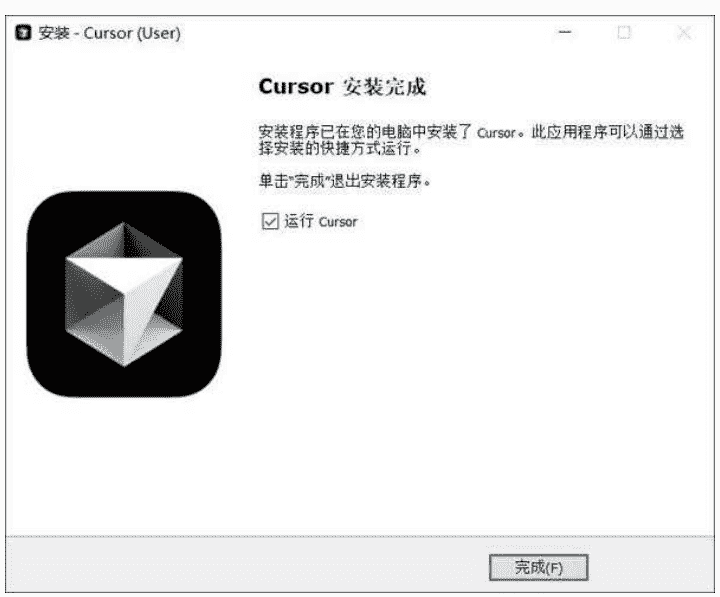 安装 - Cursor (User)
Cursor 安装完成
安装程序已在您的电脑中安装了 Cursor。此应用程序可以通过选
择安装的快捷方式运行。
单击"完成"退出安装程序。
运行 Cursor
完成(F)